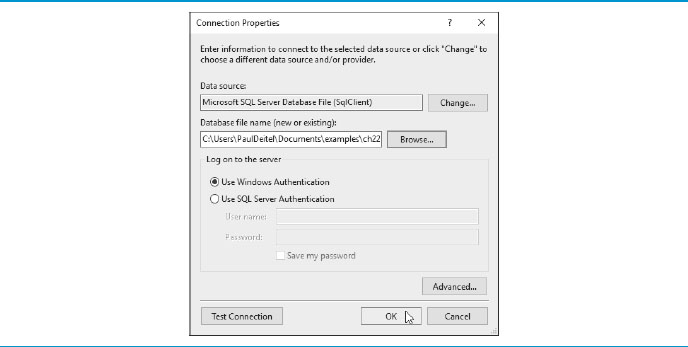 Connection Properties
?
Enter information to connect to the selected data source or click "Change" to
choose a different data source and/or provider.
Data source:
Microsoft SQL Server Database File (SqlClient)
Change...
Database file name (new or existing):
C:\Users\PaulDeitel\Documents\examples\ch22
Browse...
Log on to the server
Use Windows Authentication
Use SQL Server Authentication
User name:
Password:
Save my password
Advanced...
Test Connection
OK
Cancel